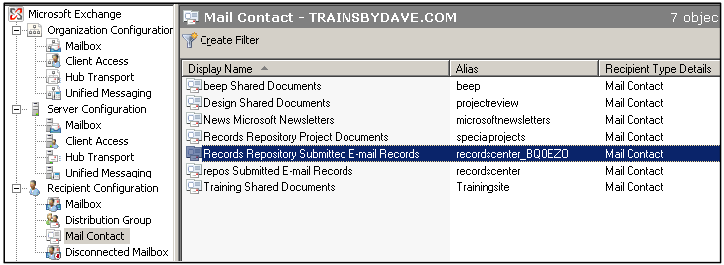 Microsoft Exchange
Organization Configuration
Mailbox
Client Access
Hub Transport
Unified Messaging
Server Configuration
Mailbox
Client Access
Hub Transport
Unified Messaging
Recipient Configuration
Mailbox
Distribution Group
Mail Contact
Disconnected Mailbox
Mail Contact - TRAINSBYDAVE.COM 7 objec
Create Filter
Display Name Alias Recipient Type Details
beep Shared Documents beep Mail Contact
Design Shared Documents projectreview Mail Contact
News Microsoft Newsletters microsoftnewsletters Mail Contact
Records Repository Project Documents speciaprojects Mail Contact
Records Repository Submittec E-mail Records recordscenter_BQ0EZO Mail Contact
repos Submitted E-mail Records recordscenter Mail Contact
Training Shared Documents Trainingsite Mail Contact